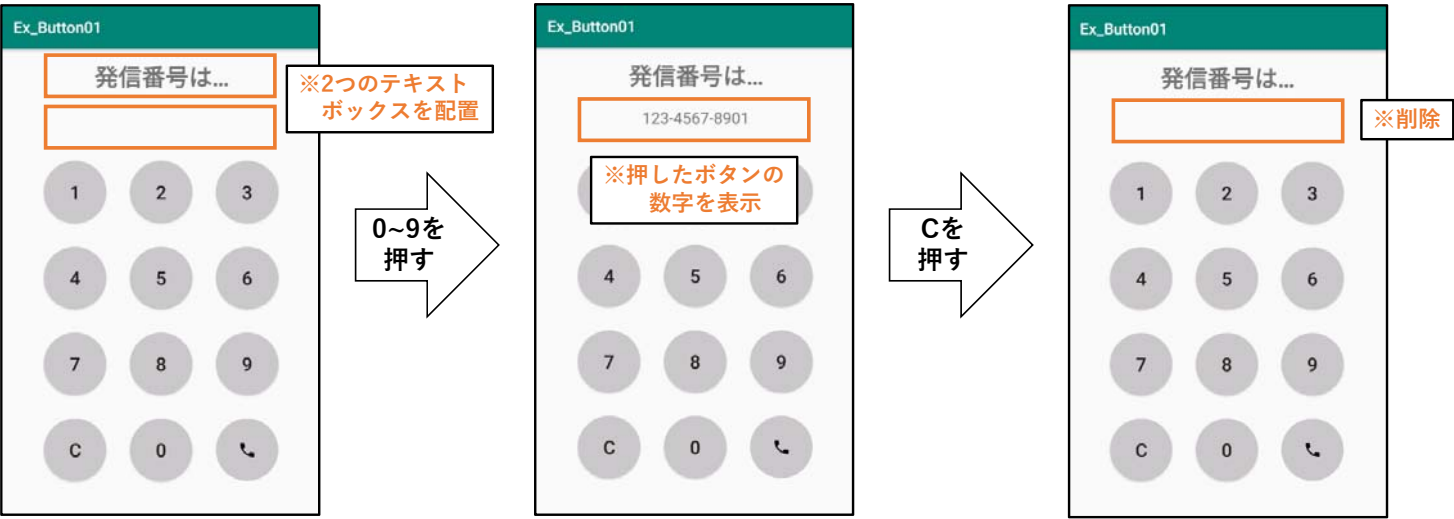 Ex_Button01
発信番号は...
※2つのテキスト
ボックスを配置
1 2 3
4 5 6
7 8 9
C 0
0~9を
押す
Ex_Button01
発信番号は...
123-4567-8901
※押したボタンの
数字を表示
4 5 6
7 8 9
C 0
Cを
押す
Ex_Button01
発信番号は...
※削除
1 2 3
4 5 6
7 8 9
C 0